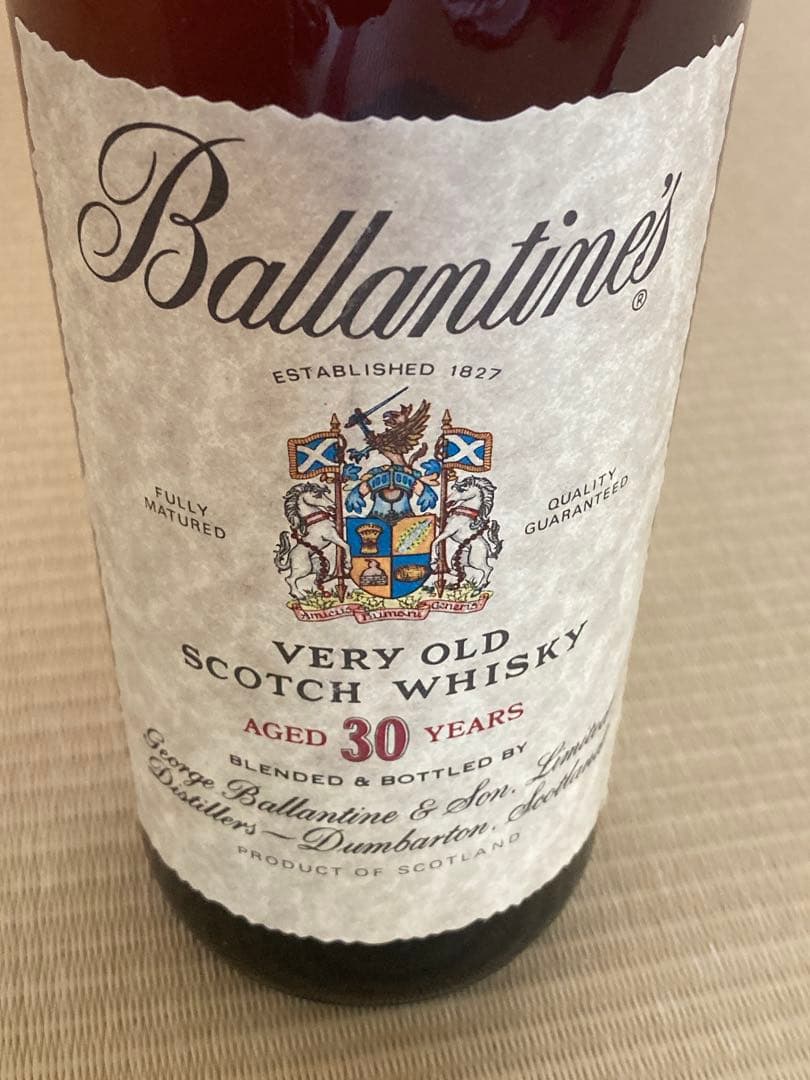 Ballantine's®
ESTABLISHED 1827
FULLY
MATURED
QUALITY
GUARANTEED
Amicus Humani Generis
VERY OLD
SCOTCH WHISKY
AGED 30 YEARS
BLENDED & BOTTLED BY
George Ballantine & Son, Limited
Distillers—Dumbarton, Scotland
PRODUCT OF SCOTLAND